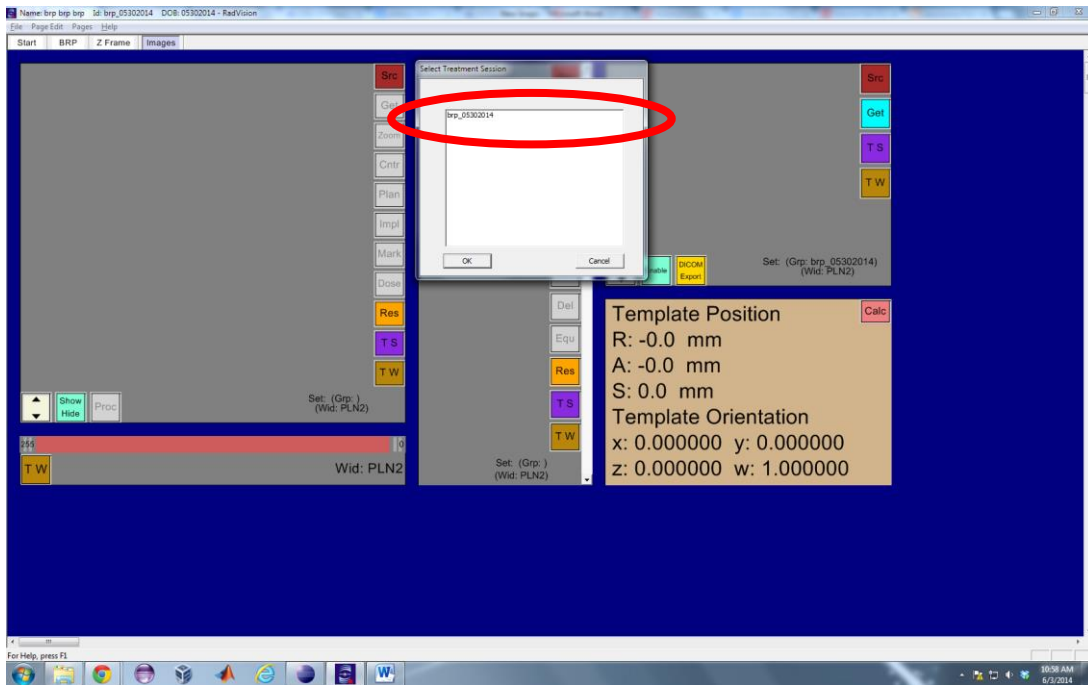 Name: brp brp brp Id: brp_05302014 DOB: 05302014 - RadVision
File Page Edit Pages Help
Start BRP Z Frame Images
Select Treatment Session
brp_05302014
OK Cancel
Src
Get
Zoom
Cntr
Plan
Impl
Mark
Dose
Res
T S
T W
Show
Hide
Proc
Set: (Grp: )
(Wid: PLN2)
255 0
T W
Wid: PLN2
Del
Equ
Res
T S
T W
Set: (Grp: )
(Wid: PLN2)
Src
Get
T S
T W
DICOM
Export
Set: (Grp: brp_05302014)
(Wid: PLN2)
Template Position
Calc
R: -0.0 mm
A: -0.0 mm
S: 0.0 mm
Template Orientation
x: 0.000000 y: 0.000000
z: 0.000000 w: 1.000000
For Help, press F1
10:58 AM
6/3/2014